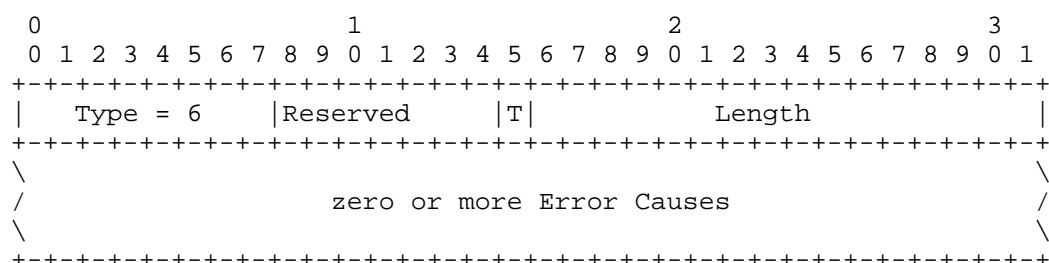 0                   1                   2                   3
 0 1 2 3 4 5 6 7 8 9 0 1 2 3 4 5 6 7 8 9 0 1 2 3 4 5 6 7 8 9 0 1
+-+-+-+-+-+-+-+-+-+-+-+-+-+-+-+-+-+-+-+-+-+-+-+-+-+-+-+-+-+-+-+-+
|   Type = 6    |Reserved     |T|           Length              |
+-+-+-+-+-+-+-+-+-+-+-+-+-+-+-+-+-+-+-+-+-+-+-+-+-+-+-+-+-+-+-+-+
\                                                               \
/                   zero or more Error Causes                   /
\                                                               \
+-+-+-+-+-+-+-+-+-+-+-+-+-+-+-+-+-+-+-+-+-+-+-+-+-+-+-+-+-+-+-+-+